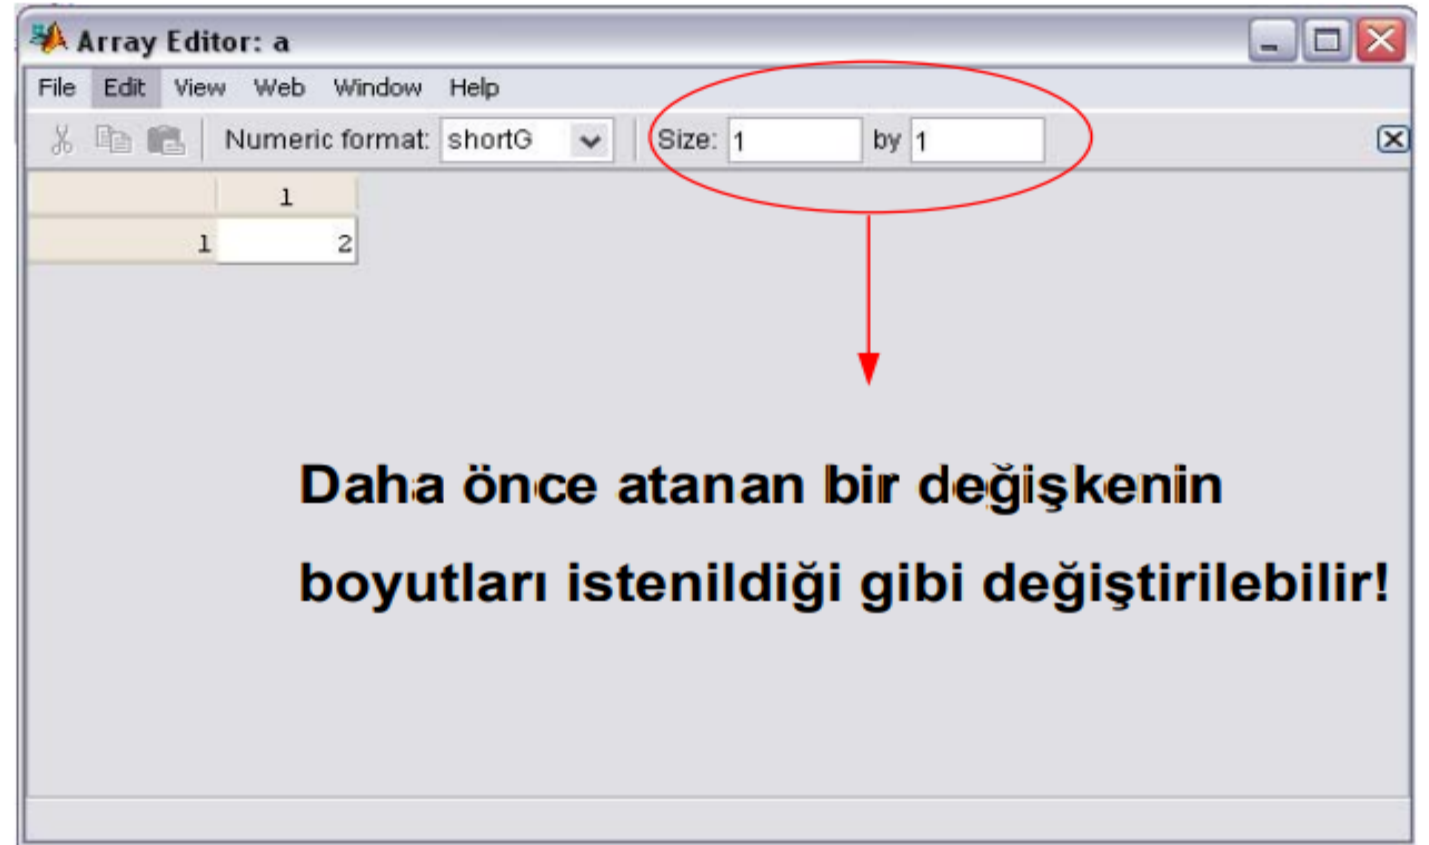 Array Editor: a
File Edit View Web Window Help
Numeric format: shortG Size: 1 by 1
1
1 2
Daha önce atanan bir değişkenin
boyutları istenildiği gibi değiştirilebilir!